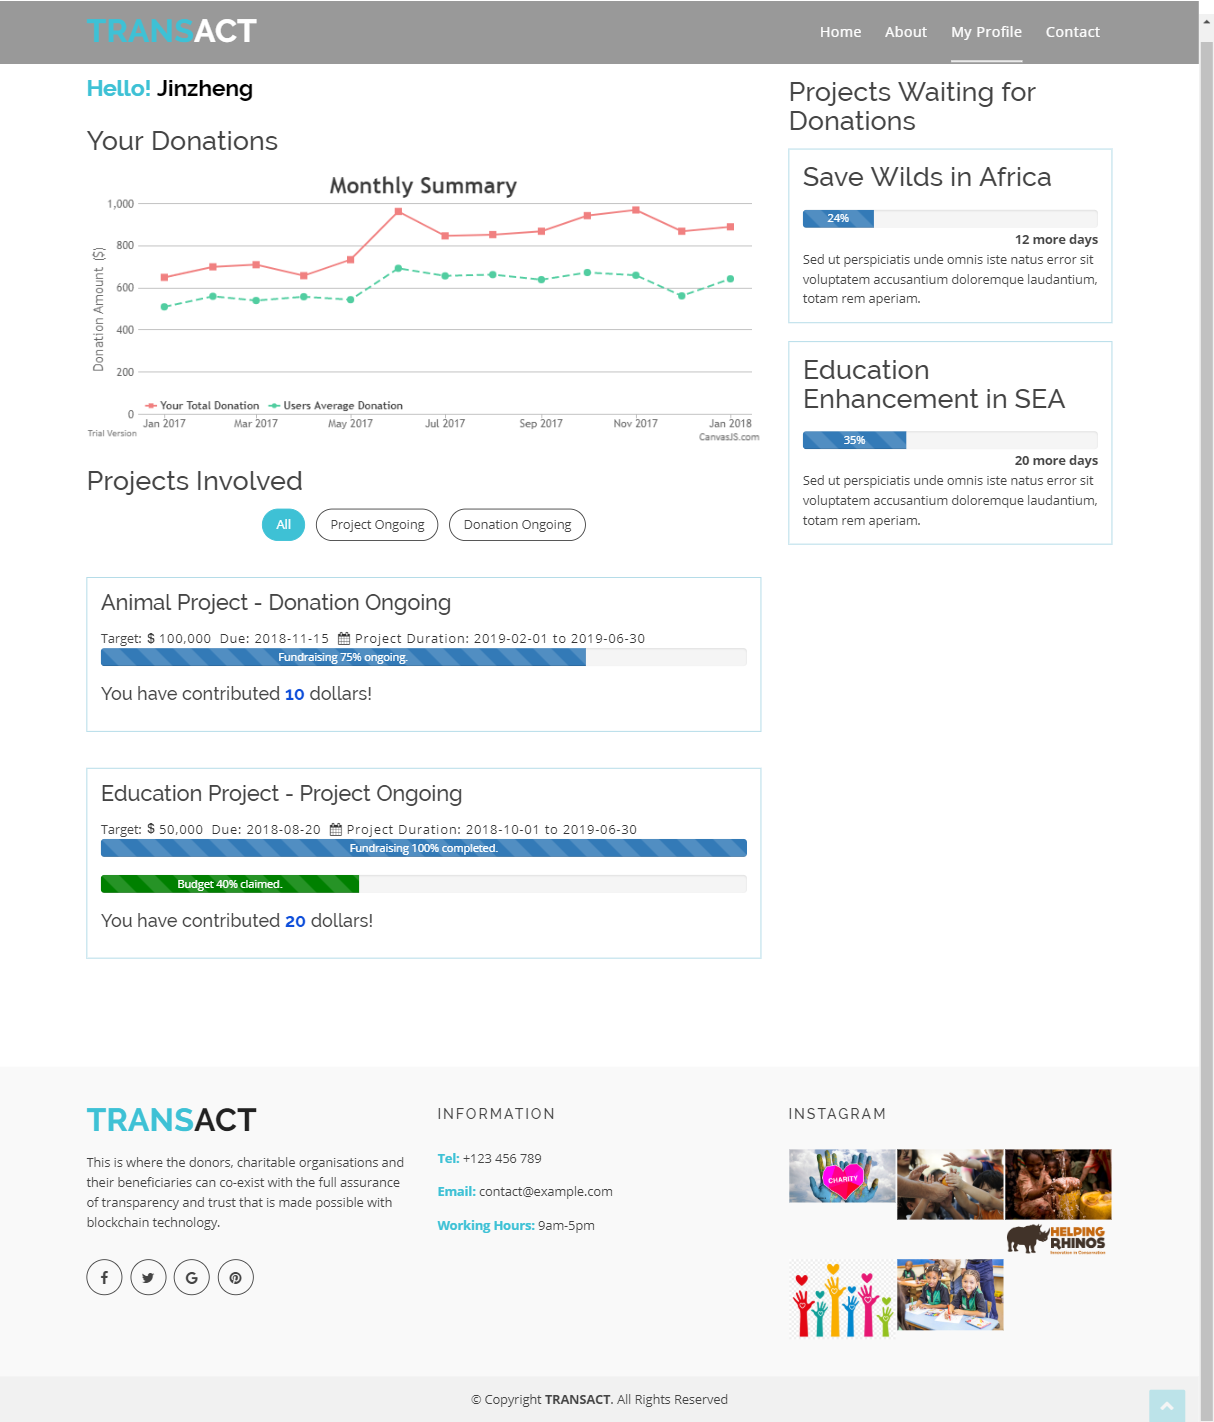 TRANSACT
Home About My Profile Contact
Hello! Jinzheng
Your Donations
Monthly Summary
Donation Amount ($)
1,000
800
600
400
200
0
Your Total Donation Users Average Donation
Jan 2017 Mar 2017 May 2017 Jul 2017 Sep 2017 Nov 2017 Jan 2018
Trial Version
CanvasJS.com
Projects Involved
All Project Ongoing Donation Ongoing
Animal Project - Donation Ongoing
Target: $ 100,000 Due: 2018-11-15 Project Duration: 2019-02-01 to 2019-06-30
Fundraising 75% ongoing.
You have contributed 10 dollars!
Education Project - Project Ongoing
Target: $ 50,000 Due: 2018-08-20 Project Duration: 2018-10-01 to 2019-06-30
Fundraising 100% completed.
Budget 40% claimed.
You have contributed 20 dollars!
Projects Waiting for
Donations
Save Wilds in Africa
24%
12 more days
Sed ut perspiciatis unde omnis iste natus error sit
voluptatem accusantium doloremque laudantium,
totam rem aperiam.
Education
Enhancement in SEA
35%
20 more days
Sed ut perspiciatis unde omnis iste natus error sit
voluptatem accusantium doloremque laudantium,
totam rem aperiam.
TRANSACT
This is where the donors, charitable organisations and
their beneficiaries can co-exist with the full assurance
of transparency and trust that is made possible with
blockchain technology.
INFORMATION
Tel: +123 456 789
Email: contact@example.com
Working Hours: 9am-5pm
INSTAGRAM
CHARITY
HELPING
RHINOS
Innovation in Conservation
© Copyright TRANSACT. All Rights Reserved